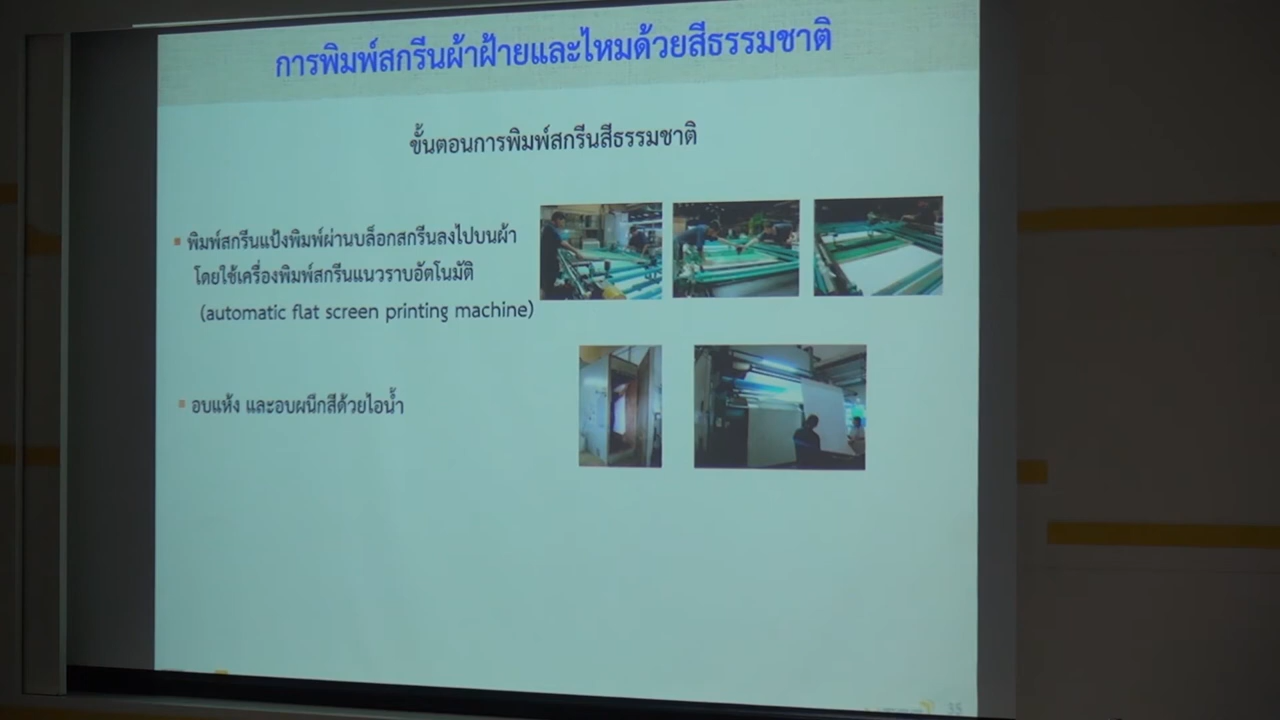 การพิมพ์สกรีนผ้าฝ้ายและไหมด้วยสีธรรมชาติ
ขั้นตอนการพิมพ์สกรีนสีธรรมชาติ
พิมพ์สกรีนแป้งพิมพ์ผ่านบล็อกสกรีนลงไปบนผ้า
โดยใช้เครื่องพิมพ์สกรีนแนวราบอัตโนมัติ
(automatic flat screen printing machine)
อบแห้ง และอบผนึกสีด้วยไอน้ำ
35